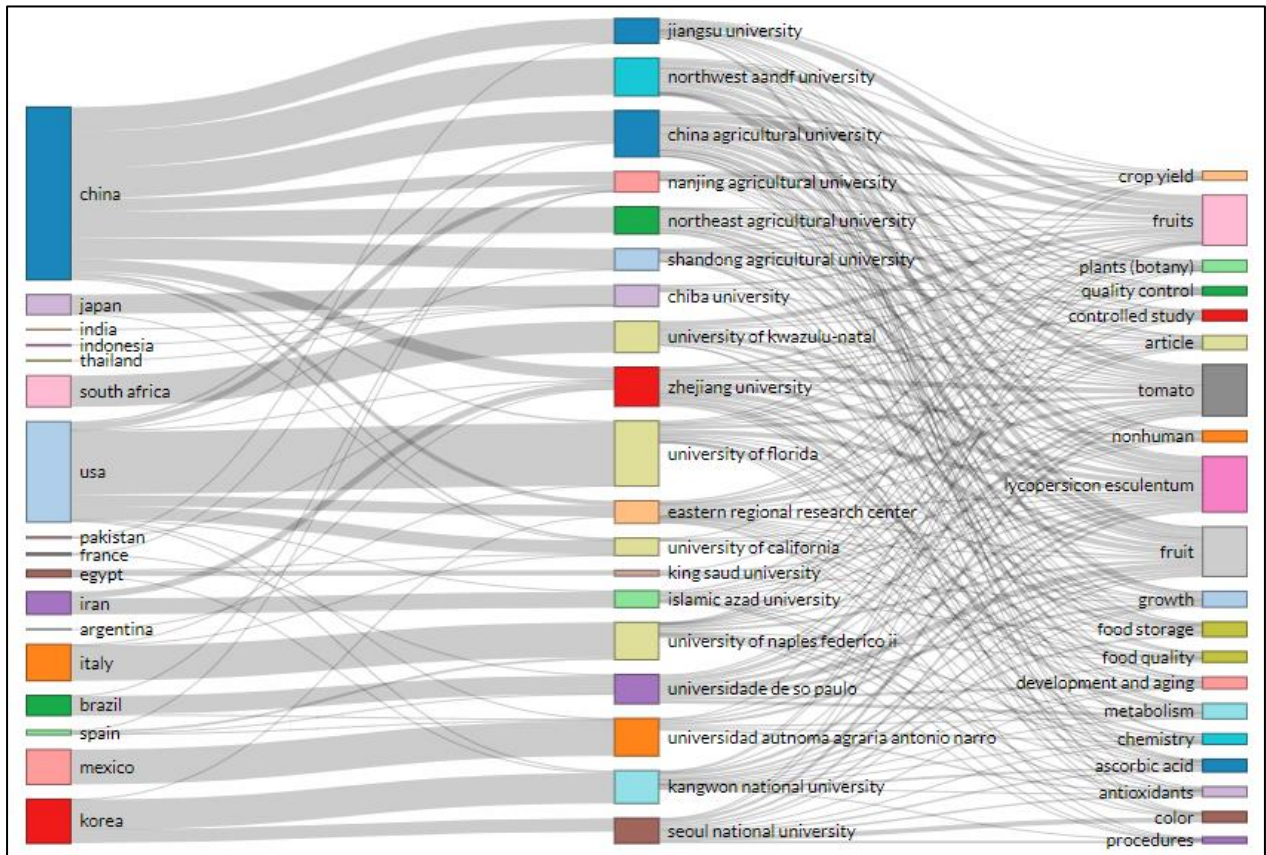 china
japan
india
indonesia
thailand
south africa
usa
pakistan
france
egypt
iran
argentina
italy
brazil
spain
mexico
korea
jiangsu university
northwest aandf university
china agricultural university
nanjing agricultural university
northeast agricultural university
shandong agricultural university
chiba university
university of kwazulu-natal
zhejiang university
university of florida
eastern regional research center
university of california
king saud university
islamic azad university
university of naples federico ii
universidade de so paulo
universidad autnoma agraria antonio narro
kangwon national university
seoul national university
crop yield
fruits
plants (botany)
quality control
controlled study
article
tomato
nonhuman
lycopersicon esculentum
fruit
growth
food storage
food quality
development and aging
metabolism
chemistry
ascorbic acid
antioxidants
color
procedures